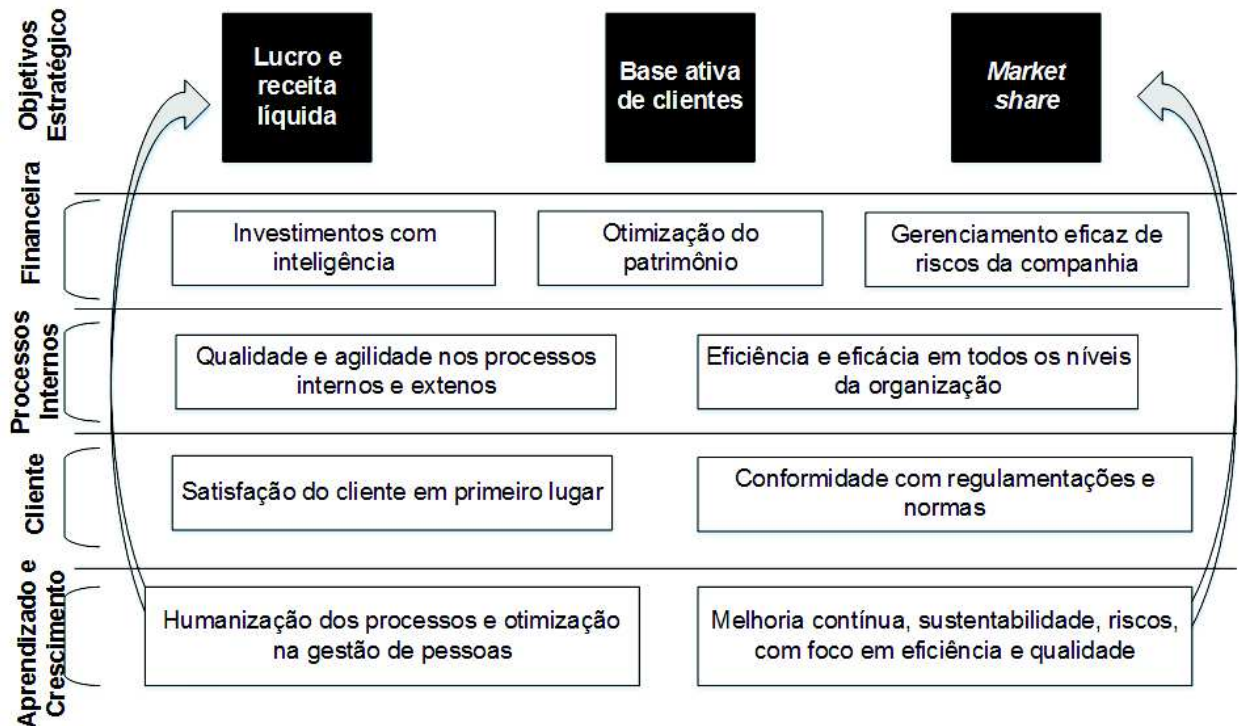 Objetivos
Estratégico
Lucro e
receita
líquida
Base ativa
de clientes
Market
share
Financeira
Investimentos com
inteligência
Otimização do
patrimônio
Gerenciamento eficaz de
riscos da companhia
Processos
Internos
Qualidade e agilidade nos processos
internos e extenos
Eficiência e eficácia em todos os níveis
da organização
Cliente
Satisfação do cliente em primeiro lugar
Conformidade com regulamentações e
normas
Aprendizado e
Crescimento
Humanização dos processos e otimização
na gestão de pessoas
Melhoria contínua, sustentabilidade, riscos,
com foco em eficiência e qualidade